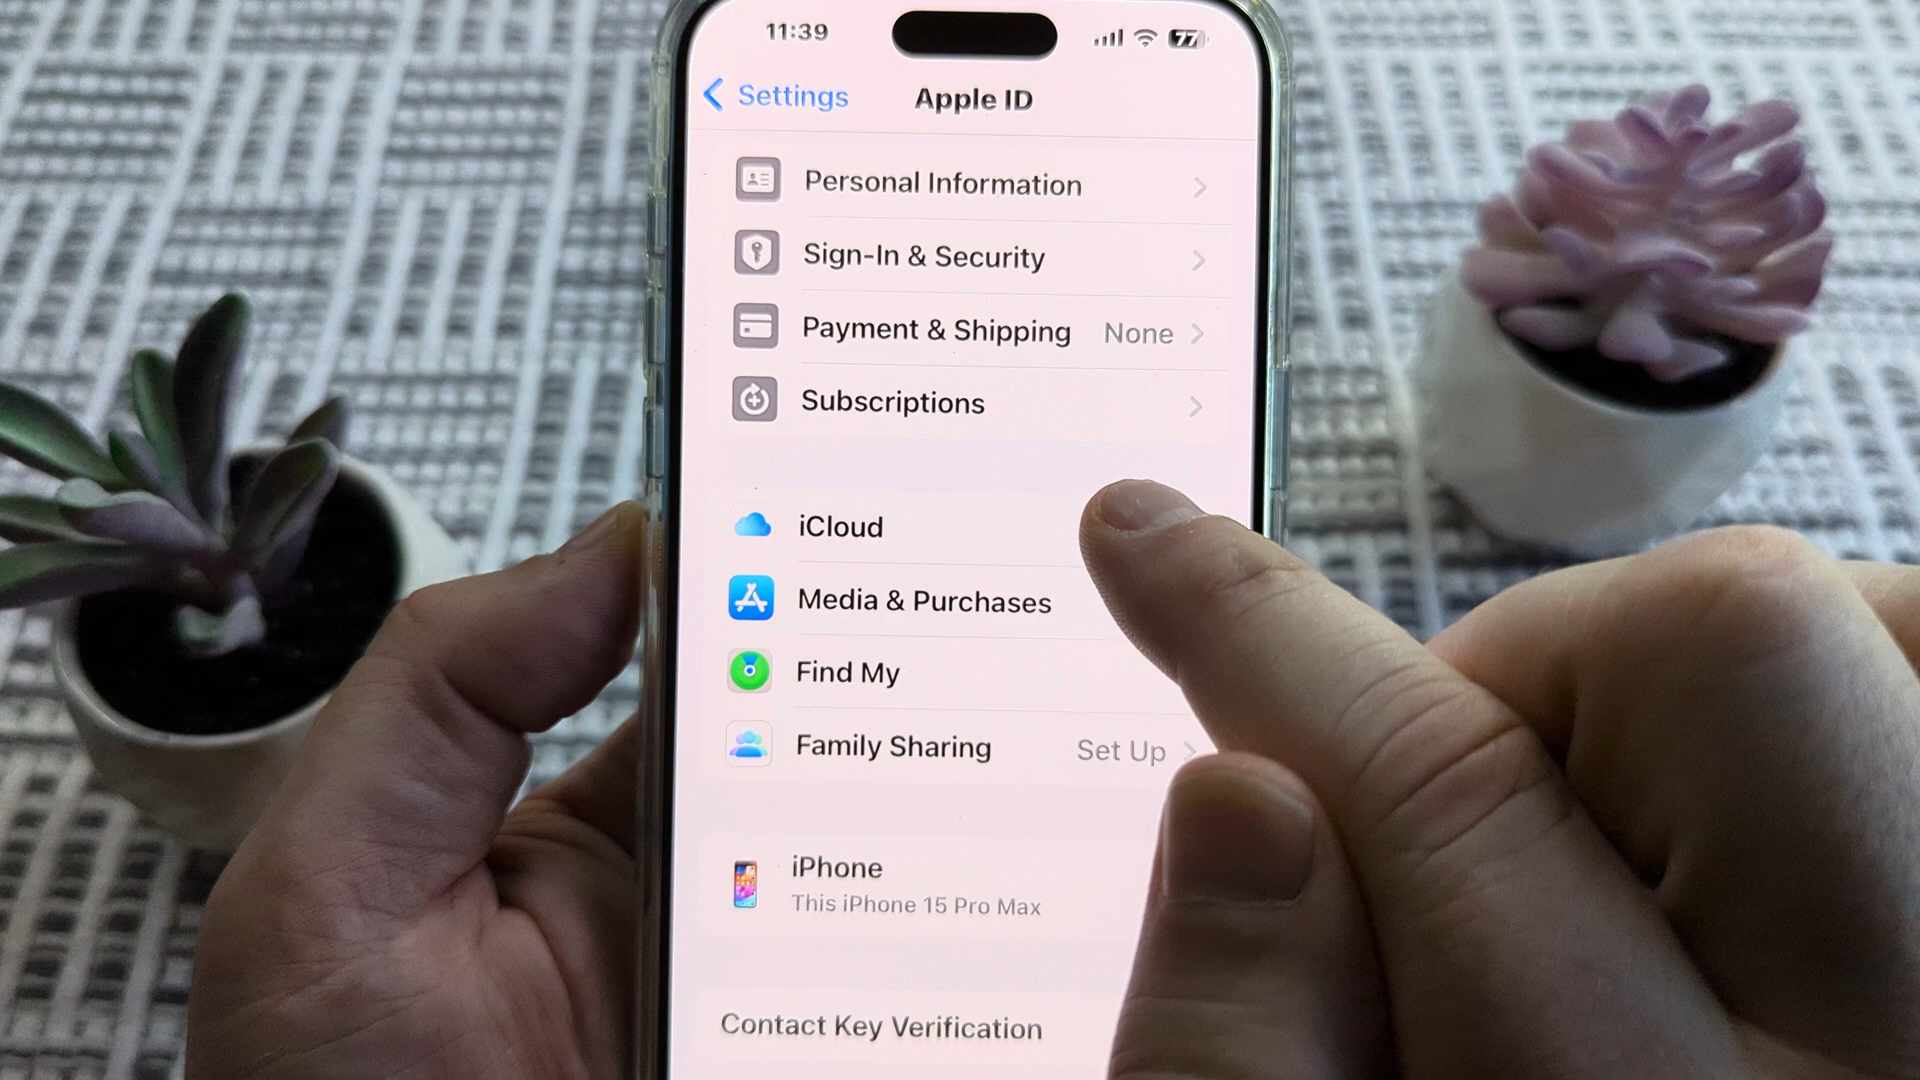 11:39
77
Settings
Apple ID
Personal Information
Sign-In & Security
Payment & Shipping None
Subscriptions
iCloud
Media & Purchases
Find My
Family Sharing Set Up
iPhone
This iPhone 15 Pro Max
Contact Key Verification